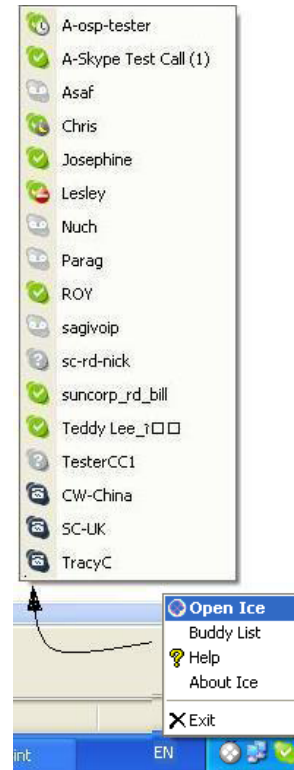 A-osp-tester
A-Skype Test Call (1)
Asaf
Chris
Josephine
Lesley
Nuch
Parag
ROY
sagivoip
sc-rd-nick
suncorp_rd_bill
Teddy Lee_î□□
TesterCC1
CW-China
SC-UK
TracyC
Open Ice
Buddy List
Help
About Ice
Exit
int
EN